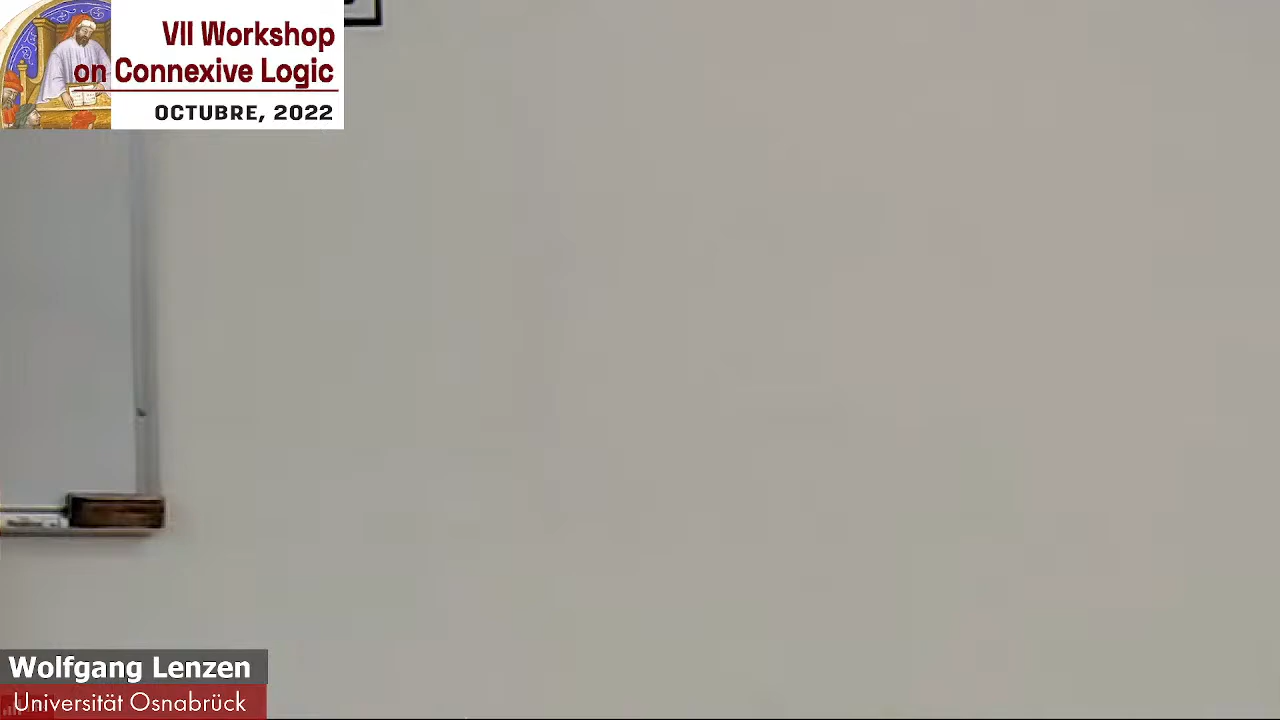 VII Workshop
on Connexive Logic
OCTUBRE, 2022
Wolfgang Lenzen
Universität Osnabrück